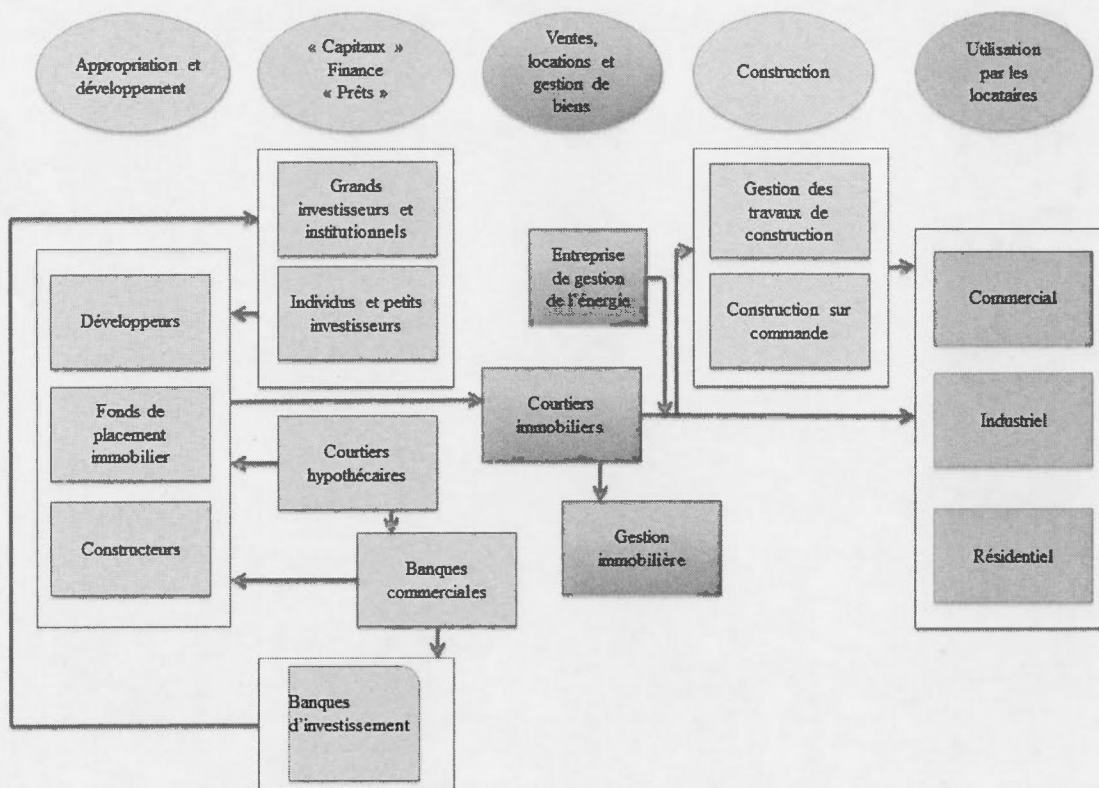 Appropriation et
développement
« Capitaux »
Finance
« Prêts »
Ventes,
locations et
gestion de
biens
Construction
Utilisation
par les
locataires
Grands
investisseurs et
institutionnels
Individus et petits
investisseurs
Développeurs
Fonds de
placement
immobilier
Constructeurs
Courtiers
hypothécaires
Banques
commerciales
Banques
d'investissement
Entreprise
de gestion
de l'énergie
Courtiers
immobiliers
Gestion
immobilière
Gestion des
travaux de
construction
Construction sur
commande
Commercial
Industriel
Résidentiel